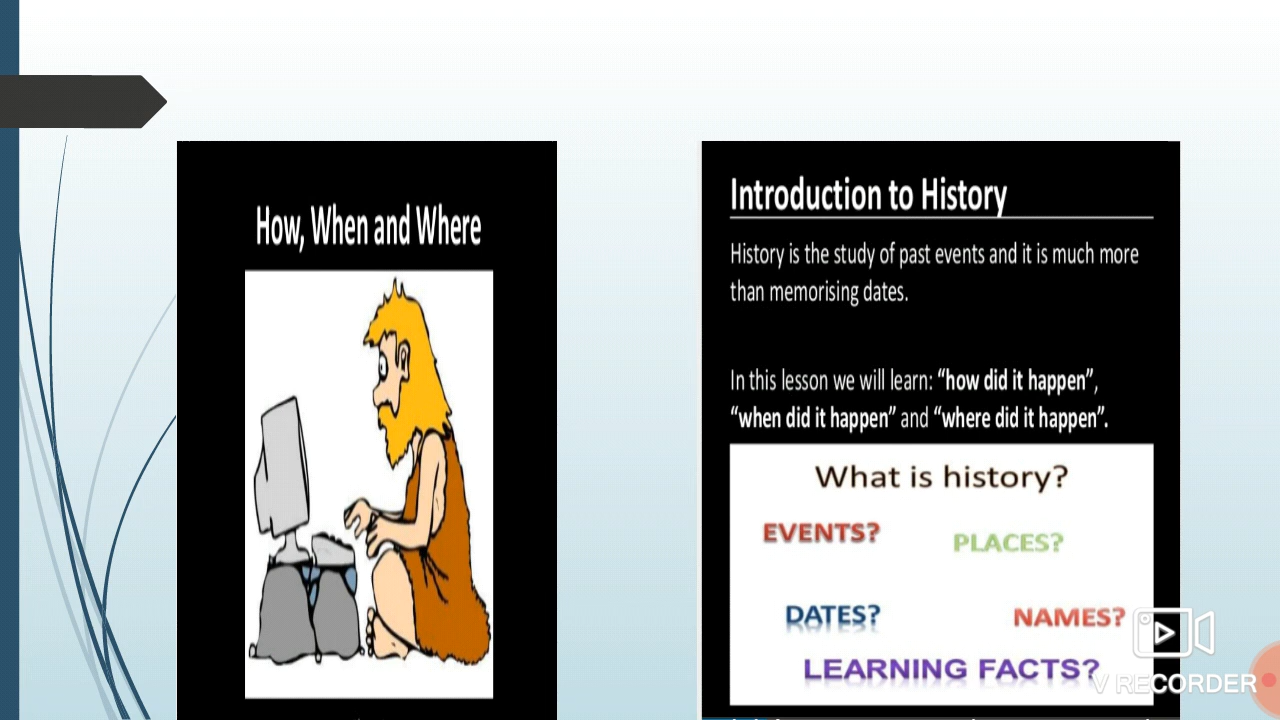 How, When and Where
Introduction to History
History is the study of past events and it is much more
than memorising dates.
In this lesson we will learn: “how did it happen”,
“when did it happen” and “where did it happen”.
What is history?
EVENTS?
PLACES?
DATES?
NAMES?
LEARNING FACTS?
V RECORDER